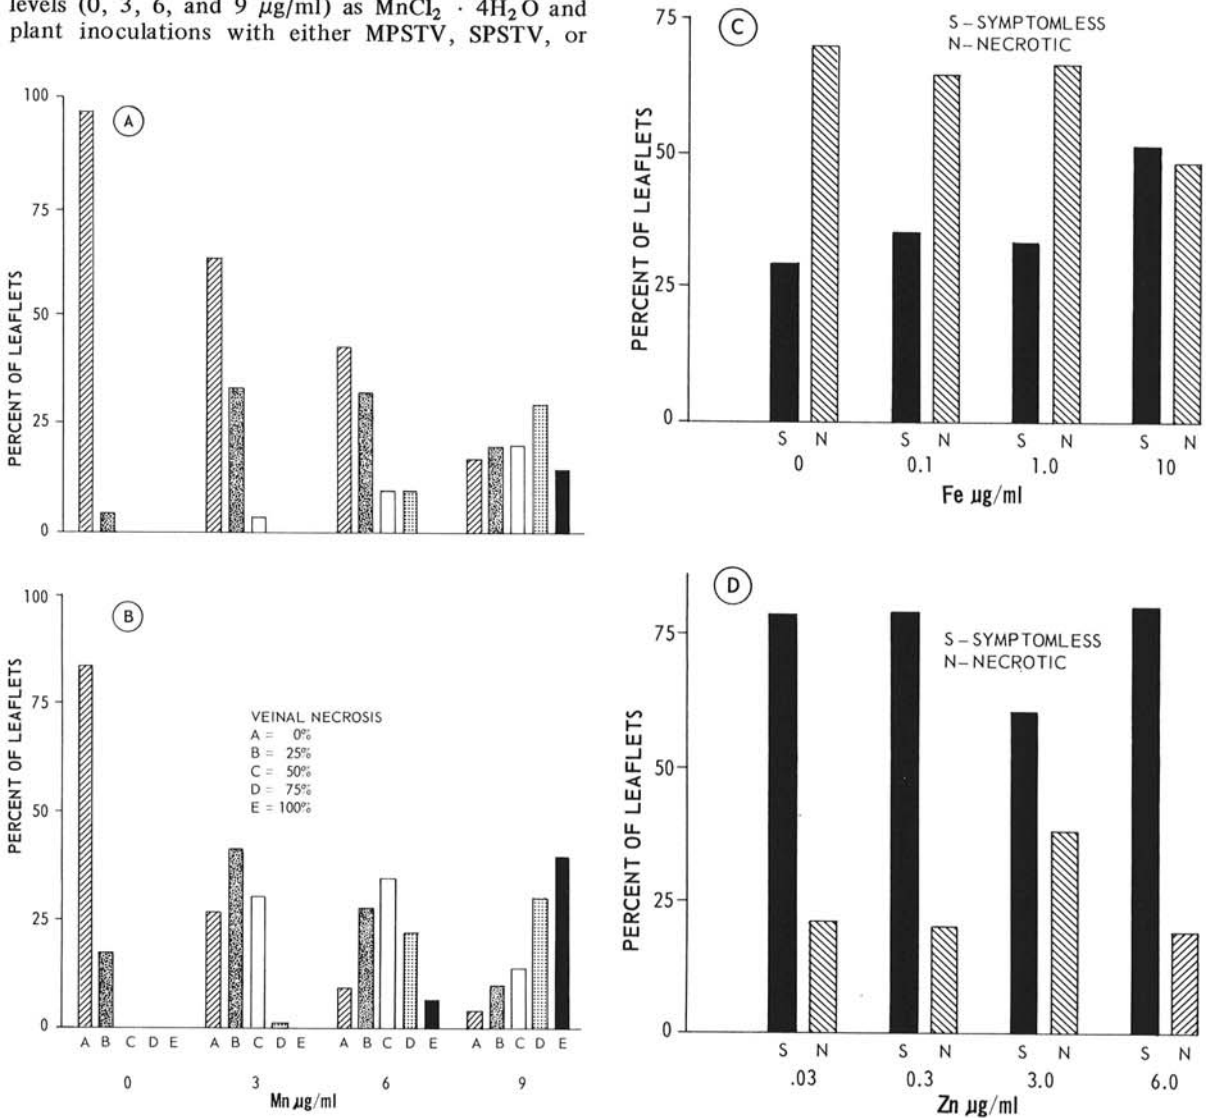 levels (0, 3, 6, and 9 μg/ml) as MnCl₂ · 4H₂O and
plant inoculations with either MPSTV, SPSTV, or
A
100
75
50
25
0
PERCENT OF LEAFLETS
B
100
75
50
25
0
PERCENT OF LEAFLETS
VEINAL NECROSIS
A = 0%
B = 25%
C = 50%
D = 75%
E = 100%
A B C D E A B C D E A B C D E A B C D E
0 3 6 9
Mn μg/ml
C
S - SYMPTOMLESS
N - NECROTIC
75
50
25
0
PERCENT OF LEAFLETS
S N S N S N S N
0 0.1 1.0 10
Fe μg/ml
D
S - SYMPTOMLESS
N - NECROTIC
75
50
25
0
PERCENT OF LEAFLETS
S N S N S N S N
.03 0.3 3.0 6.0
Zn μg/ml